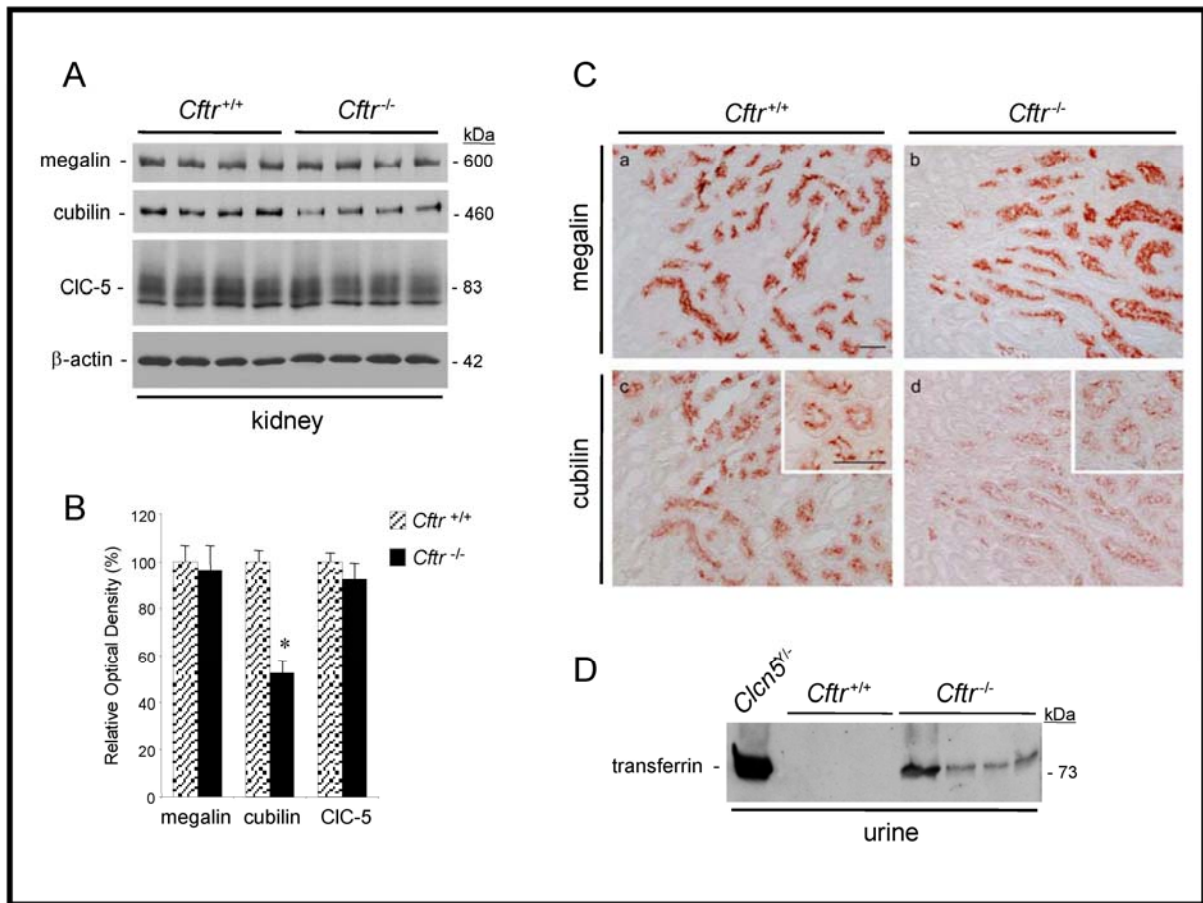 A
Cftr+/+ Cftr-/-
kDa
megalin - - 600
cubilin - - 460
ClC-5 - - 83
β-actin - - 42
kidney
B
Relative Optical Density (%)
120
100
80
60
40
20
0
*
Cftr +/+
Cftr -/-
megalin cubilin ClC-5
C
Cftr+/+ Cftr-/-
megalin
a b
cubilin
c d
D
Clcn5Y/- Cftr+/+ Cftr-/-
kDa
transferrin - - 73
urine